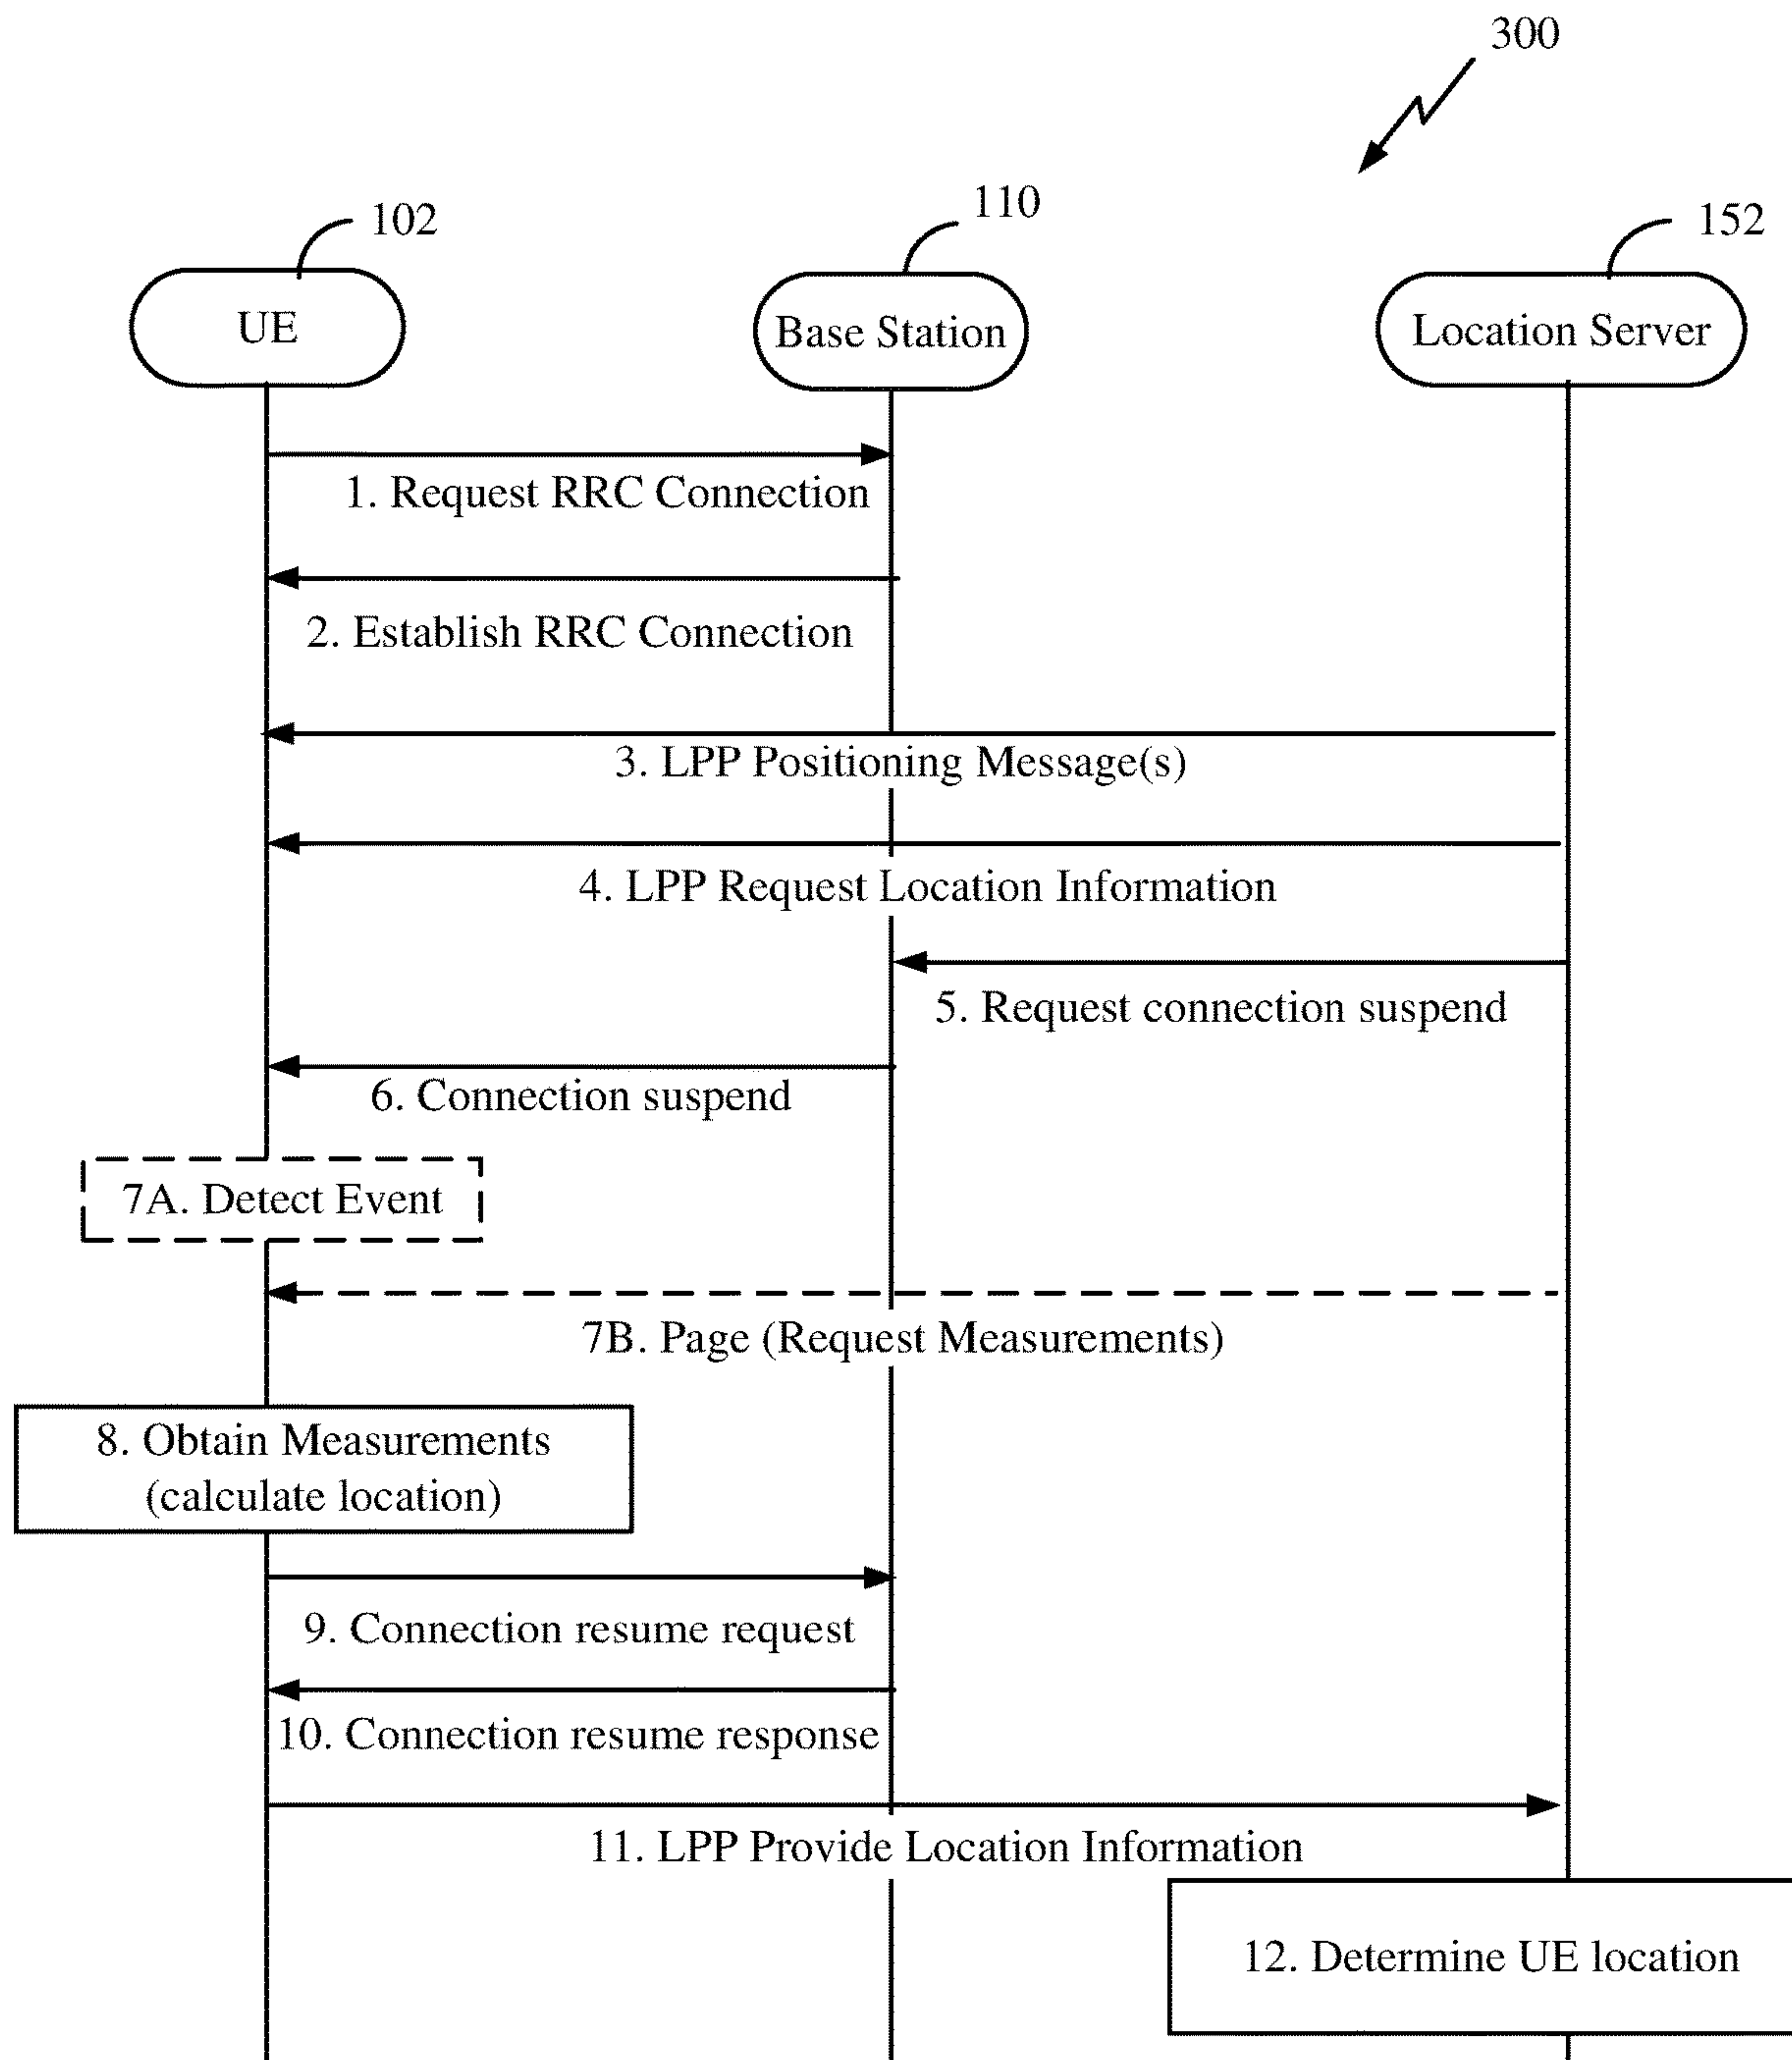 300
102
110
152
UE
Base Station
Location Server
1. Request RRC Connection
2. Establish RRC Connection
3. LPP Positioning Message(s)
4. LPP Request Location Information
5. Request connection suspend
6. Connection suspend
7A. Detect Event
7B. Page (Request Measurements)
8. Obtain Measurements
(calculate location)
9. Connection resume request
10. Connection resume response
11. LPP Provide Location Information
12. Determine UE location